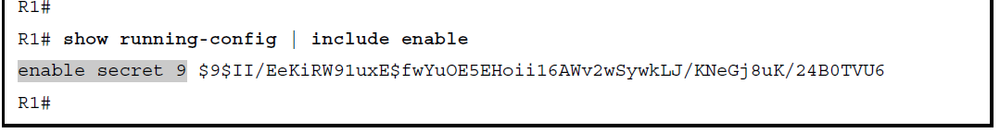 R1#
R1# show running-config | include enable
enable secret 9 $9$II/EeKiRW91uxE$fwYuOE5EHoii16AWv2wSywkLJ/KNeGj8uK/24B0TVU6
R1#